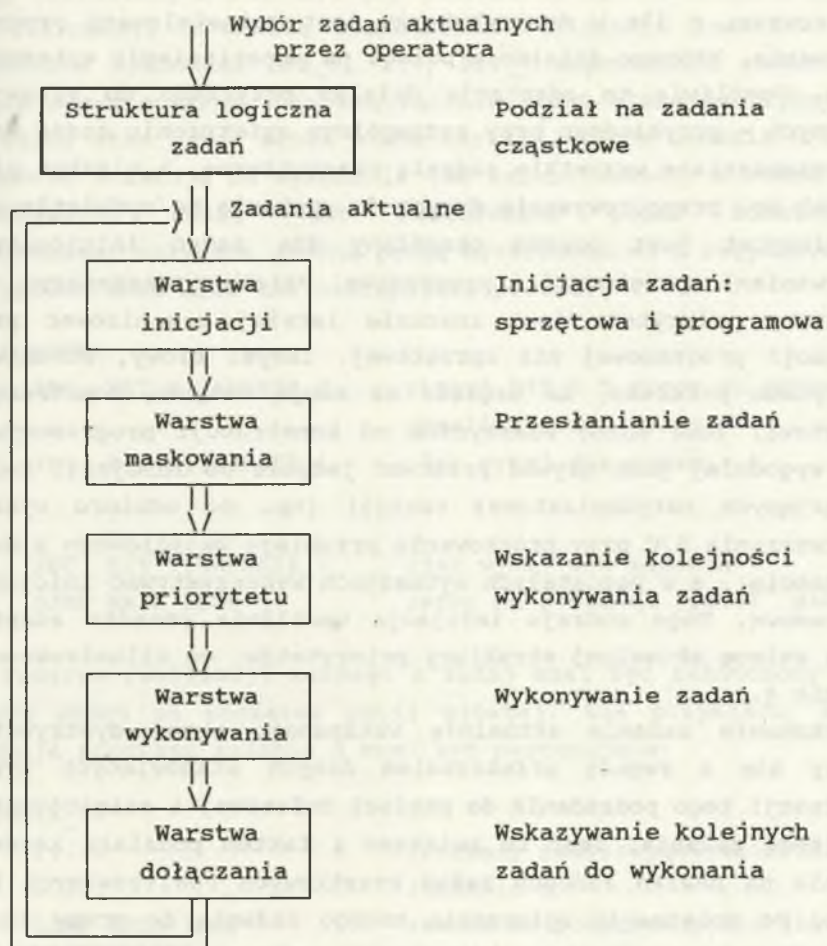 Wybór zadań aktualnych
przez operatora
Struktura logiczna
zadań
Podział na zadania
cząstkowe
Zadania aktualne
Warstwa
inicjacji
Inicjacja zadań:
sprzętowa i programowa
Warstwa
maskowania
Przesłanianie zadań
Warstwa
priorytetu
Wskazanie kolejności
wykonywania zadań
Warstwa
wykonywania
Wykonywanie zadań
Warstwa
dołączania
Wskazywanie kolejnych
zadań do wykonania